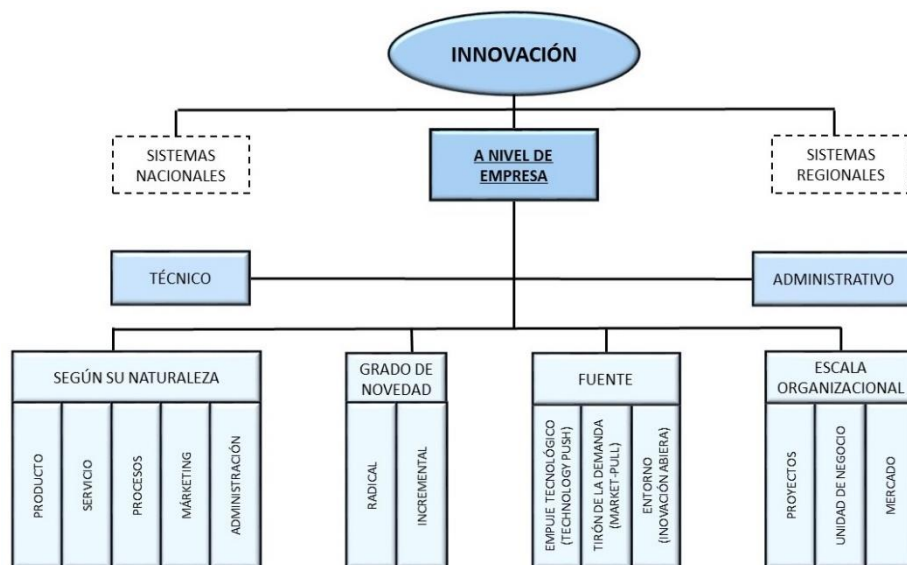 INNOVACIÓN
SISTEMAS
NACIONALES
A NIVEL DE
EMPRESA
SISTEMAS
REGIONALES
TÉCNICO
ADMINISTRATIVO
SEGÚN SU NATURALEZA
PRODUCTO
SERVICIO
PROCESOS
MÁRKETING
ADMINISTRACIÓN
GRADO DE
NOVEDAD
RADICAL
INCREMENTAL
FUENTE
EMPUJE TECNOLÓGICO
(TECHNOLOGY PUSH)
TIRÓN DE LA DEMANDA
(MARKET-PULL)
ENTORNO
(INOVACIÓN ABIERA)
ESCALA
ORGANIZACIONAL
PROYECTOS
UNIDAD DE NEGOCIO
MERCADO